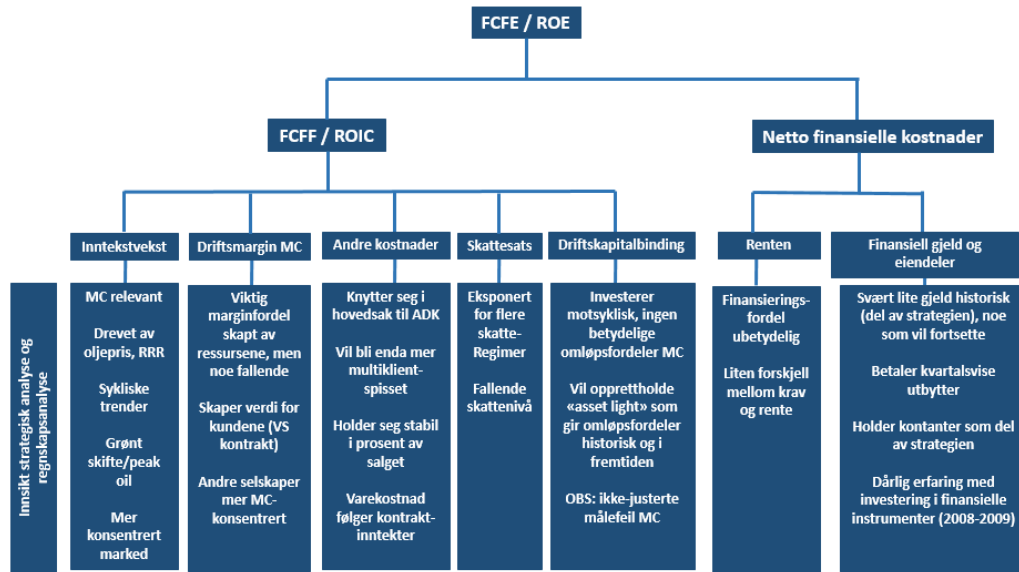 FCFE / ROE
FCFF / ROIC
Netto finansielle kostnader
Inntekstvekst
Driftsmargin MC
Andre kostnader
Skattesats
Driftskapitalbinding
Renten
Finansiell gjeld og
eiendeler
Innsikt strategisk analyse og
regnskapsanalyse
MC relevant
Drevet av
oljepris, RRR
Sykliske
trender
Grønt
skifte/peak
oil
Mer
konsentrert
marked
Viktig
marginfordel
skapt av
ressursene, men
noe fallende
Skaper verdi for
kundene (VS
kontrakt)
Andre selskaper
mer MC-
konsentrert
Knytter seg i
hovedsak til ADK
Vil bli enda mer
multiklient-
spisset
Holder seg stabil
i prosent av
salget
Varekostnad
følger kontrakt-
inntekter
Eksponert
for flere
skatte-
Regimer
Fallende
skattenivå
Investerer
motsyklisk, ingen
betydelige
omløpsfordeler MC
Vil opprettholde
«asset light» som
gir omløpsfordeler
historisk og i
fremtiden
OBS: ikke-justerte
målefeil MC
Finansierings-
fordel
ubetydelig
Liten forskjell
mellom krav
og rente
Svært lite gjeld historisk
(del av strategien), noe
som vil fortsette
Betaler kvartalsvise
utbytter
Holder kontanter som del
av strategien
Dårlig erfaring med
investering i finansielle
instrumenter (2008-2009)